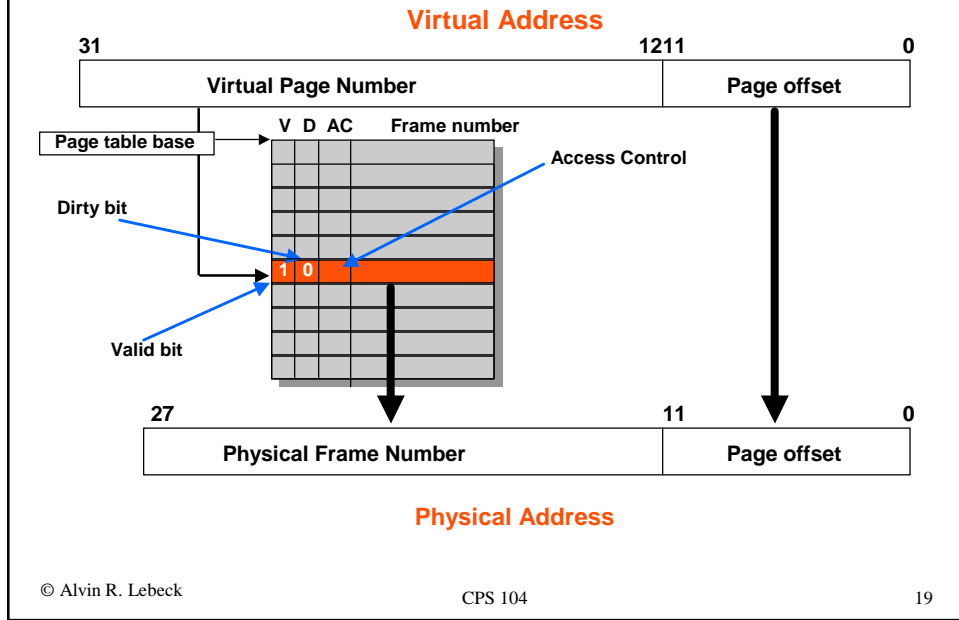 Virtual Address
31 1211 0
Virtual Page Number Page offset
V D AC Frame number
Page table base
Access Control
Dirty bit
1 0
Valid bit
27 11 0
Physical Frame Number Page offset
Physical Address
© Alvin R. Lebeck CPS 104 19